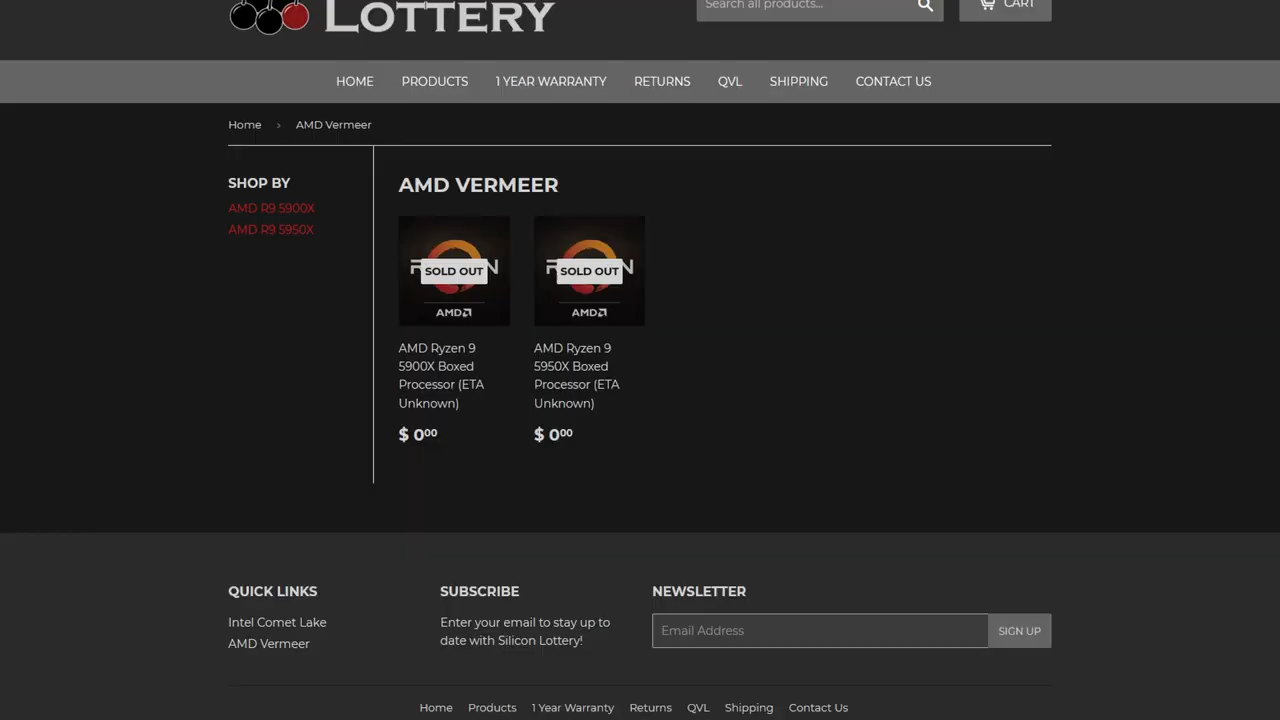 LOTTERY
Search all products...
CART
HOME PRODUCTS 1 YEAR WARRANTY RETURNS QVL SHIPPING CONTACT US
Home › AMD Vermeer
SHOP BY
AMD R9 5900X
AMD R9 5950X
AMD VERMEER
SOLD OUT
AMD
AMD Ryzen 9
5900X Boxed
Processor (ETA
Unknown)
$ 0⁰⁰
SOLD OUT
AMD
AMD Ryzen 9
5950X Boxed
Processor (ETA
Unknown)
$ 0⁰⁰
QUICK LINKS
Intel Comet Lake
AMD Vermeer
SUBSCRIBE
Enter your email to stay up to
date with Silicon Lottery!
NEWSLETTER
Email Address
SIGN UP
Home Products 1 Year Warranty Returns QVL Shipping Contact Us